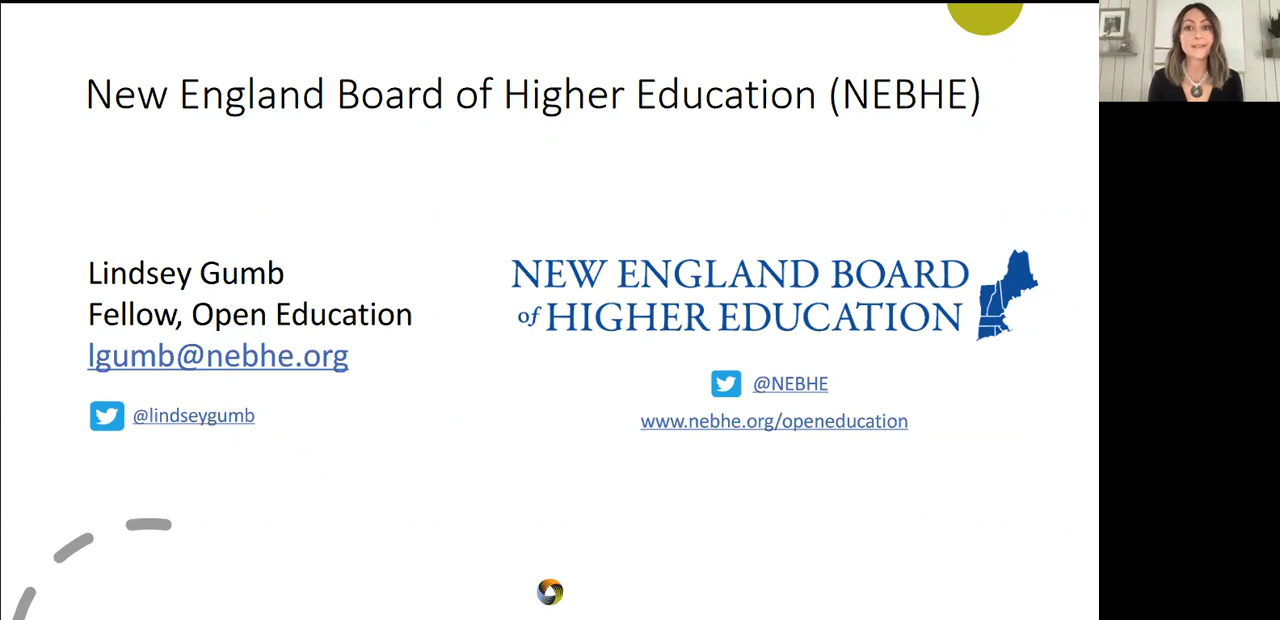 New England Board of Higher Education (NEBHE)
Lindsey Gumb
Fellow, Open Education
lgumb@nebhe.org
@lindseygumb
NEW ENGLAND BOARD
of HIGHER EDUCATION
@NEBHE
www.nebhe.org/openeducation